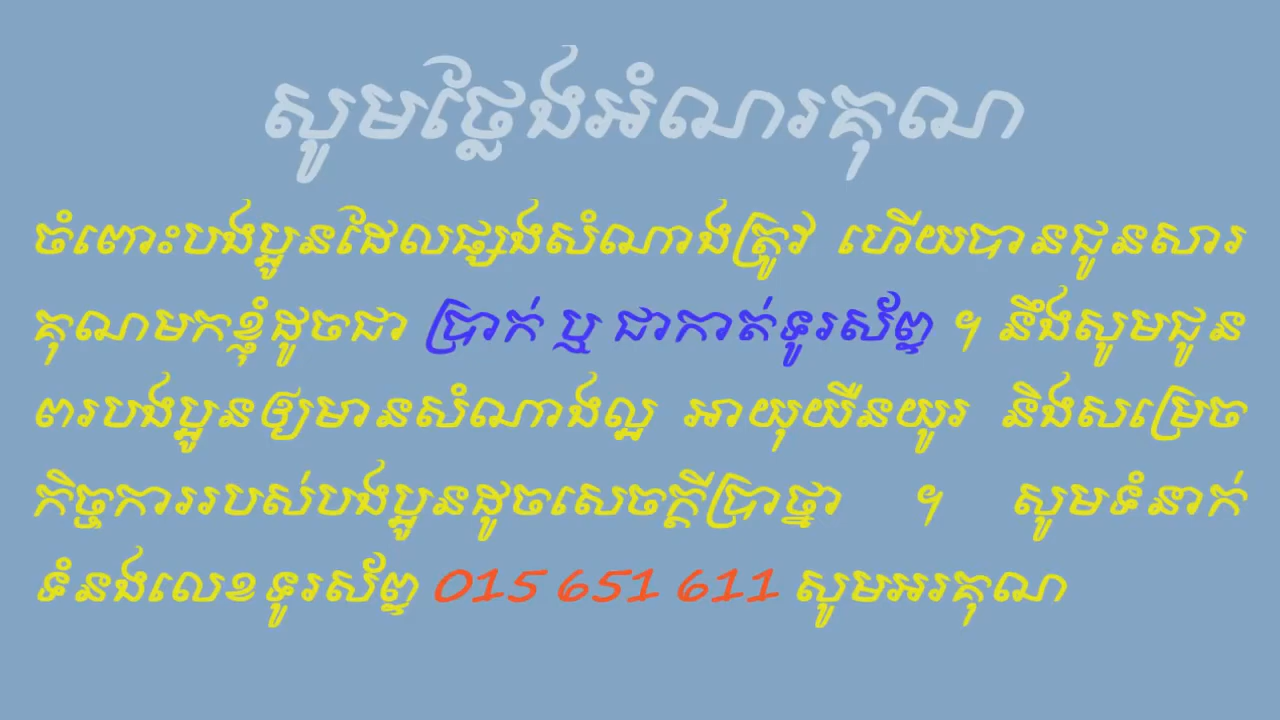 សូមថ្លែងអំណរគុណ
ចំពោះបងប្អូនដែលផ្សងសំណាងត្រូវ ហើយបានជូនសារ
គុណមកខ្ញុំដូចជា ប្រាក់ ឬ ជាកាត់ទូរស័ព្ទ ។ នឹងសូមជូន
ពរបងប្អូនឲ្យមានសំណាងល្អ អាយុយឺនយូរ និងសម្រេច
កិច្ចការរបស់បងប្អូនដូចសេចក្តីប្រាថ្នា ។ សូមទំនាក់
ទំនងលេខទូរស័ព្ទ 015 651 611 សូមអរគុណ